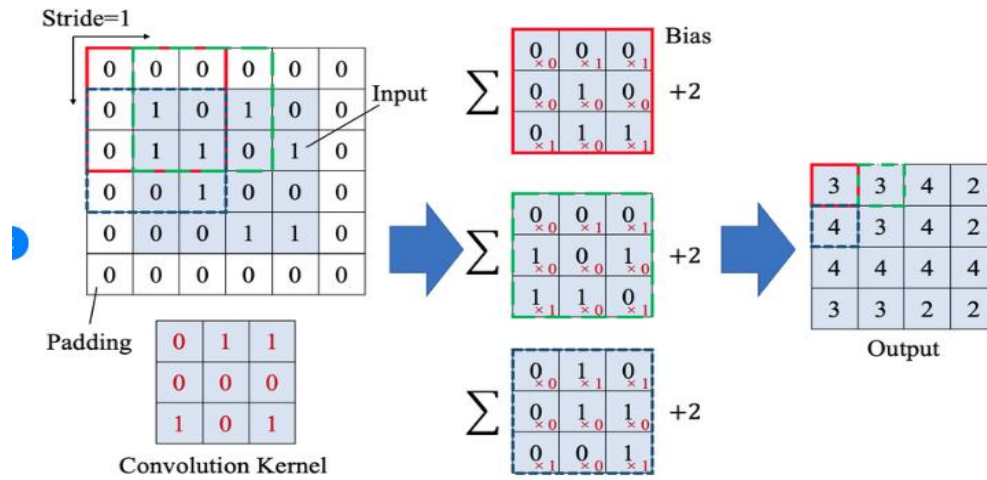 Stride=1
0 0 0 0 0 0
0 1 0 1 0 0
0 1 1 0 1 0
0 0 1 0 0 0
0 0 0 1 1 0
0 0 0 0 0 0
Input
Padding
0 1 1
0 0 0
1 0 1
Convolution Kernel
Bias
∑
0 ×0 0 ×1 0 ×1
0 ×0 1 ×0 0 ×0
0 ×1 1 ×0 1 ×1
+2
∑
0 ×0 0 ×1 0 ×1
1 ×0 0 ×0 1 ×0
1 ×1 1 ×0 0 ×1
+2
∑
0 ×0 1 ×1 0 ×1
0 ×0 1 ×0 1 ×0
0 ×1 0 ×0 1 ×1
+2
3 3 4 2
4 3 4 2
4 4 4 4
3 3 2 2
Output